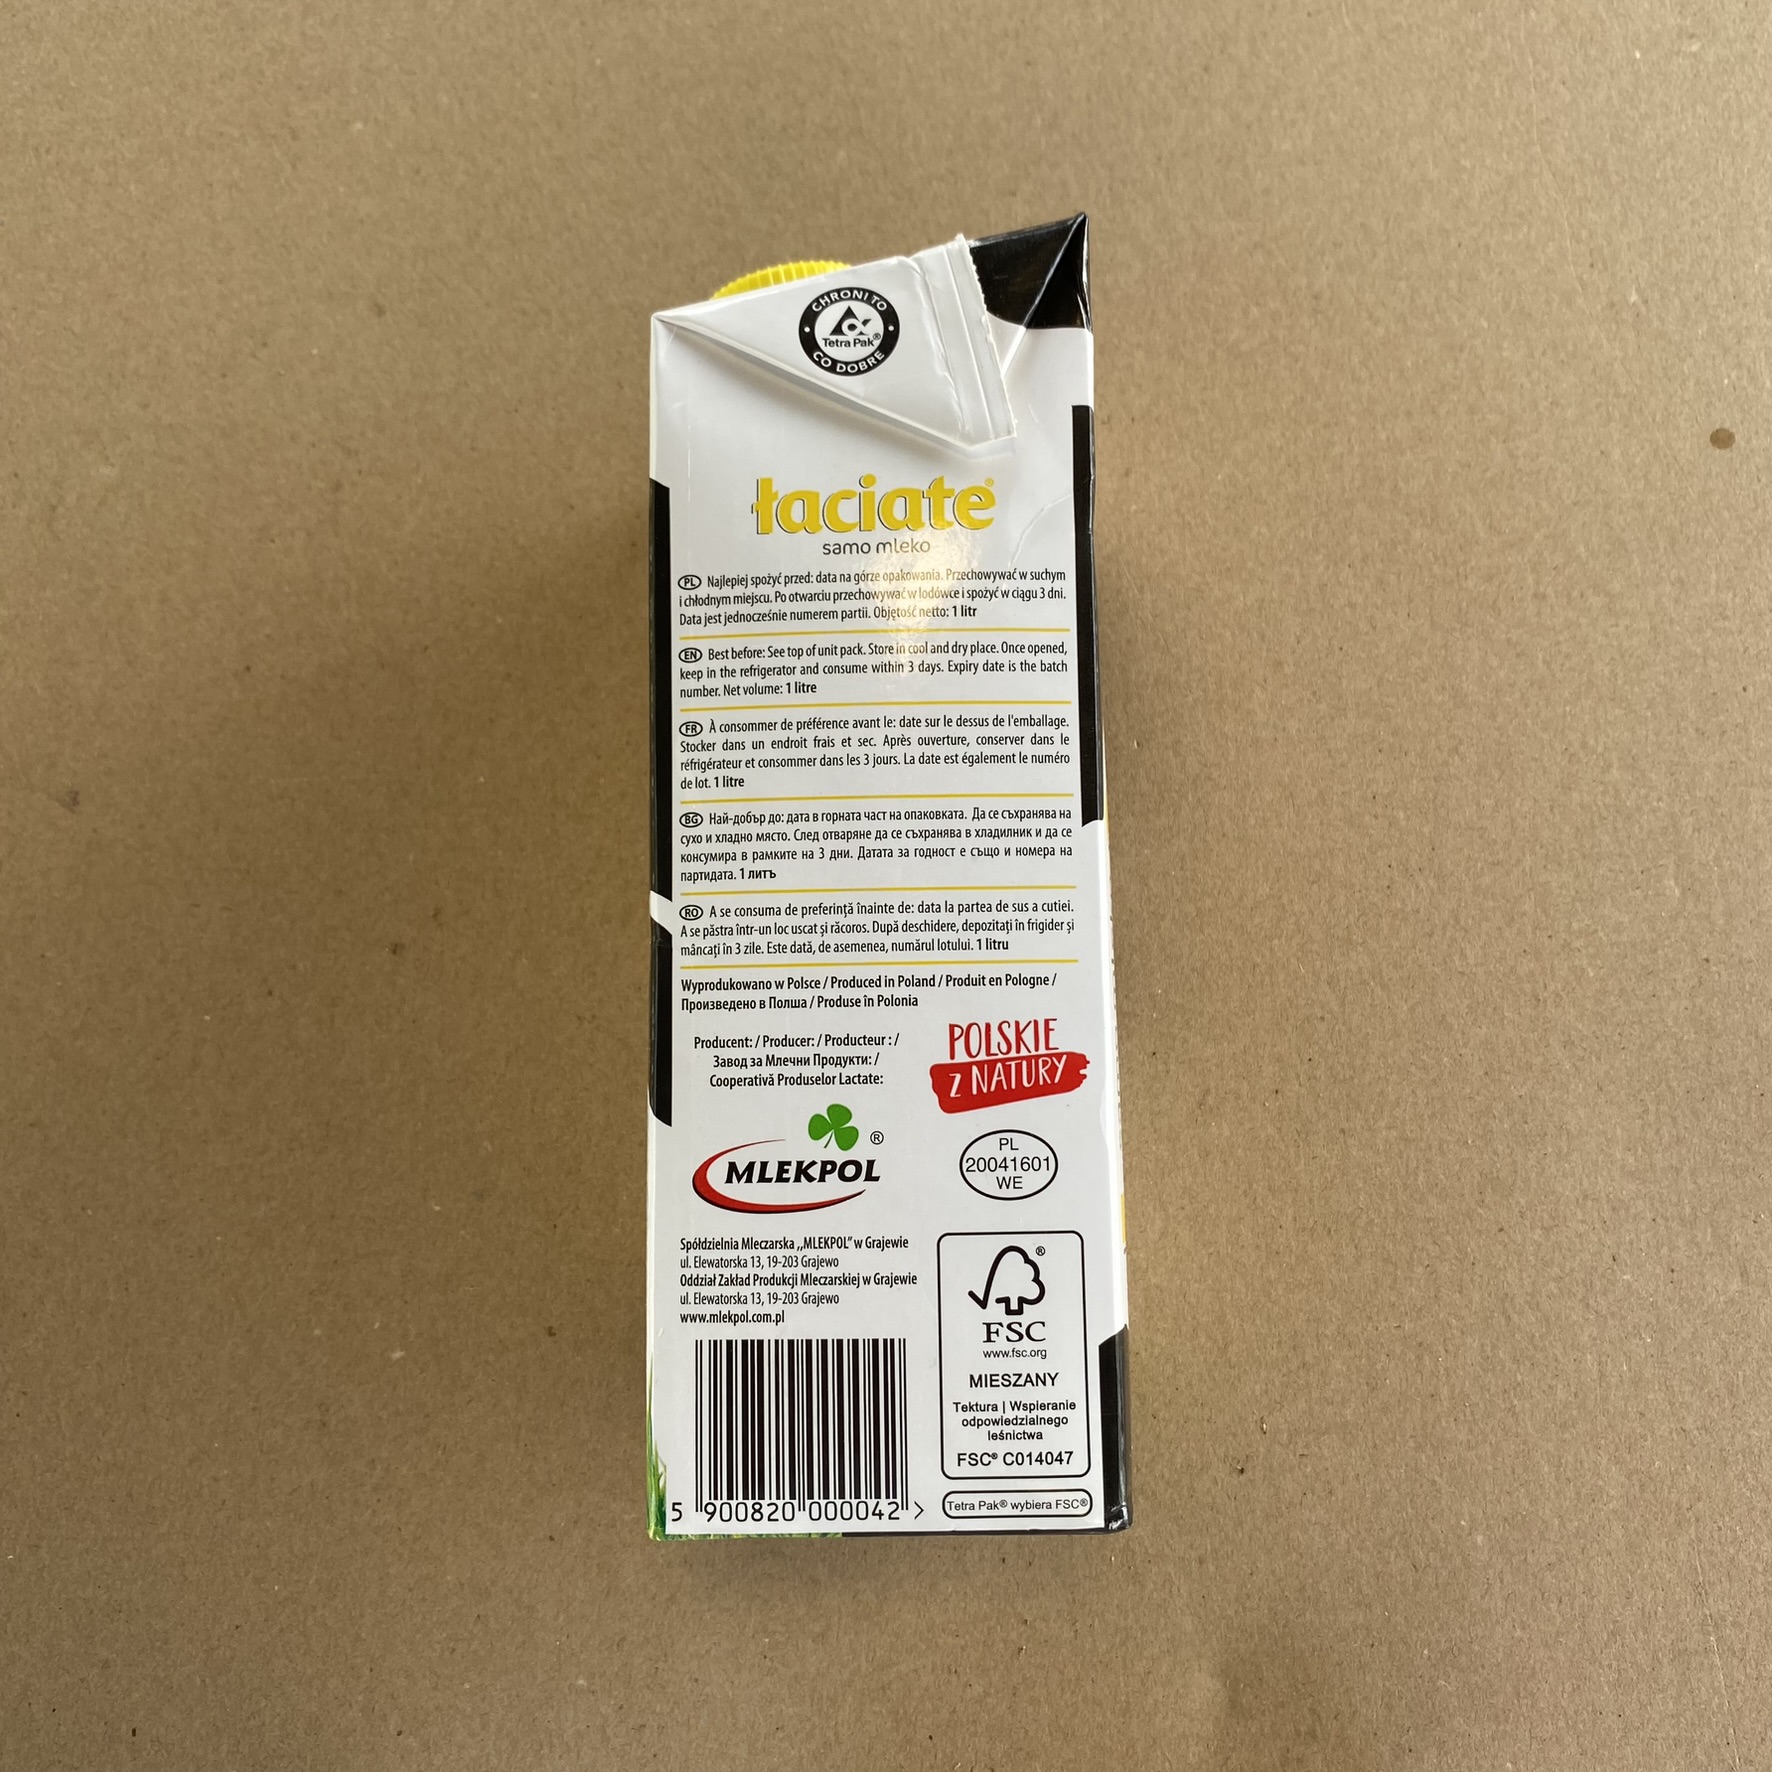 CHRONI TO
Tetra Pak®
CO DOBRE
łaciate®
samo mleko
PL Najlepiej spożyć przed: data na górze opakowania. Przechowywać w suchym
i chłodnym miejscu. Po otwarciu przechowywać w lodówce i spożyć w ciągu 3 dni.
Data jest jednocześnie numerem partii. Objętość netto: 1 litr
EN Best before: See top of unit pack. Store in cool and dry place. Once opened,
keep in the refrigerator and consume within 3 days. Expiry date is the batch
number. Net volume: 1 litre
FR À consommer de préférence avant le: date sur le dessus de l'emballage.
Stocker dans un endroit frais et sec. Après ouverture, conserver dans le
réfrigérateur et consommer dans les 3 jours. La date est également le numéro
de lot. 1 litre
BG Най-добър до: дата в горната част на опаковката. Да се съхранява на
сухо и хладно място. След отваряне да се съхранява в хладилник и да се
консумира в рамките на 3 дни. Датата за годност е също и номера на
партидата. 1 литъ
RO A se consuma de preferință înainte de: data la partea de sus a cutiei.
A se păstra într-un loc uscat și răcoros. După deschidere, depozitați în frigider și
mâncați în 3 zile. Este dată, de asemenea, numărul lotului. 1 litru
Wyprodukowano w Polsce / Produced in Poland / Produit en Pologne /
Произведено в Полша / Produse în Polonia
Producent: / Producer: / Producteur : /
Завод за Млечни Продукти: /
Cooperativă Produselor Lactate:
POLSKIE
Z NATURY
MLEKPOL ®
PL
20041601
WE
Spółdzielnia Mleczarska „MLEKPOL" w Grajewie
ul. Elewatorska 13, 19-203 Grajewo
Oddział Zakład Produkcji Mleczarskiej w Grajewie
ul. Elewatorska 13, 19-203 Grajewo
www.mlekpol.com.pl
5 900820 000042 >
®
FSC
www.fsc.org
MIESZANY
Tektura | Wspieranie
odpowiedzialnego
leśnictwa
FSC® C014047
Tetra Pak® wybiera FSC®